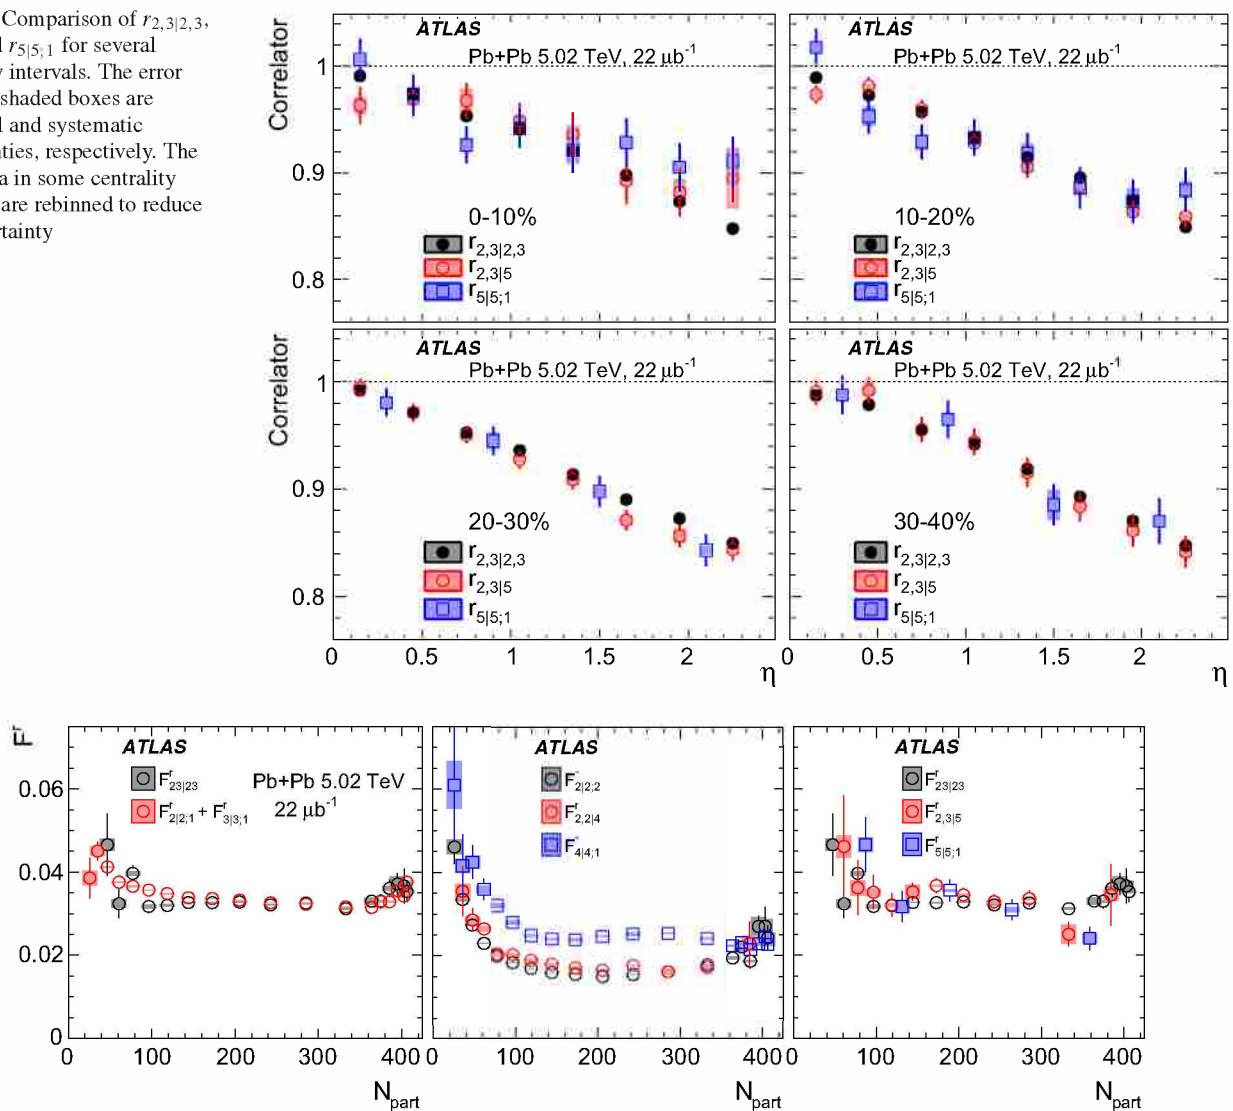 Comparison of r2,3|2,3,
r5|5;1 for several
intervals. The error
shaded boxes are
and systematic
respectively. The
in some centrality
are rebinned to reduce
Correlator
ATLAS
Pb+Pb 5.02 TeV, 22 μb-1
1
0.9
0.8
0-10%
r2,3|2,3
r2,3|5
r5|5;1
ATLAS
Pb+Pb 5.02 TeV, 22 μb-1
10-20%
r2,3|2,3
r2,3|5
r5|5;1
Correlator
ATLAS
Pb+Pb 5.02 TeV, 22 μb-1
1
0.9
0.8
20-30%
r2,3|2,3
r2,3|5
r5|5;1
0 0.5 1 1.5 2
η
ATLAS
Pb+Pb 5.02 TeV, 22 μb-1
30-40%
r2,3|2,3
r2,3|5
r5|5;1
0 0.5 1 1.5 2
η
ATLAS
Fr23|23
Fr2|2;1 + Fr3|3;1
Pb+Pb 5.02 TeV
22 μb-1
0.06
0.04
0.02
0
0 100 200 300 400
Npart
ATLAS
F2|2;2
Fr2,2|4
F4|4;1
0 100 200 300 400
Npart
ATLAS
Fr23|23
Fr2,3|5
Fr5|5;1
0 100 200 300 400
Npart